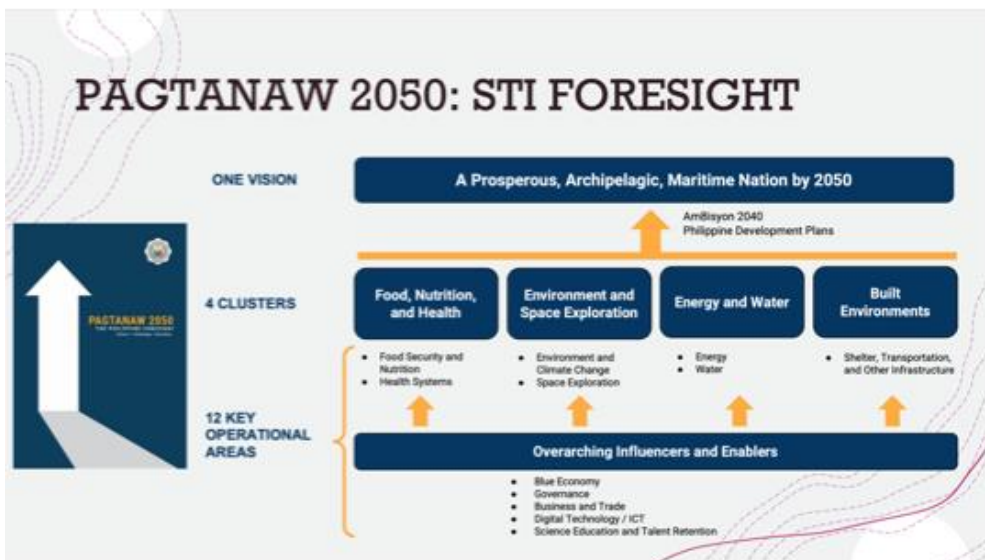 PAGTANAW 2050: STI FORESIGHT
ONE VISION
A Prosperous, Archipelagic, Maritime Nation by 2050
AmBisyon 2040
Philippine Development Plans
PAGTANAW 2050
4 CLUSTERS
Food, Nutrition,
and Health
Environment and
Space Exploration
Energy and Water
Built
Environments
• Food Security and
Nutrition
• Health Systems
• Environment and
Climate Change
• Space Exploration
• Energy
• Water
• Shelter, Transportation,
and Other Infrastructure
12 KEY
OPERATIONAL
AREAS
Overarching Influencers and Enablers
• Blue Economy
• Governance
• Business and Trade
• Digital Technology / ICT
• Science Education and Talent Retention